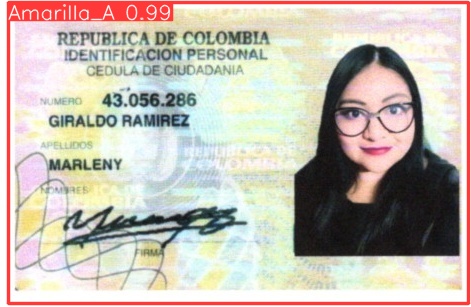 Amarilla_A 0.99
REPUBLICA DE COLOMBIA
IDENTIFICACION PERSONAL
CEDULA DE CIUDADANIA
NUMERO 43.056.286
GIRALDO RAMIREZ
APELLIDOS
MARLENY
NOMBRES
FIRMA
REPUBLICA DE
COLOMBIA